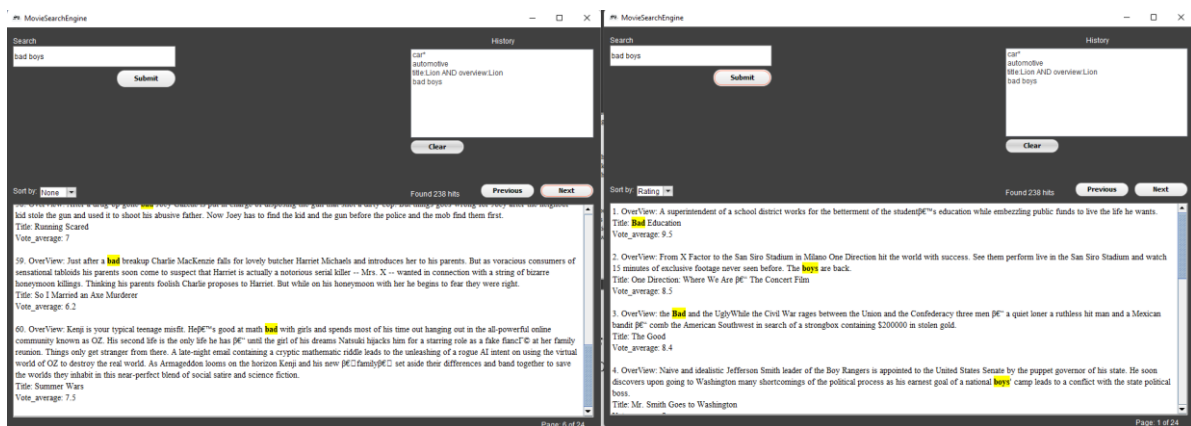 MovieSearchEngine
Search
bad boys
Submit
History
car*
automotive
title:Lion AND overview:Lion
bad boys
Clear
Sort by: None
Found 238 hits
Previous
Next
kid stole the gun and used it to shoot his abusive father. Now Joey has to find the kid and the gun before the police and the mob find them first.
Title: Running Scared
Vote_average: 7
59. OverView: Just after a bad breakup Charlie MacKenzie falls for lovely butcher Harriet Michaels and introduces her to his parents. But as voracious consumers of
sensational tabloids his parents soon come to suspect that Harriet is actually a notorious serial killer -- Mrs. X -- wanted in connection with a string of bizarre
honeymoon killings. Thinking his parents foolish Charlie proposes to Harriet. But while on his honeymoon with her he begins to fear they were right.
Title: So I Married an Axe Murderer
Vote_average: 6.2
60. OverView: Kenji is your typical teenage misfit. Heβ€™s good at math bad with girls and spends most of his time out hanging out in the all-powerful online
community known as OZ. His second life is the only life he has β€“ until the girl of his dreams Natsuki hijacks him for a starring role as a fake fiancΓ© at her family
reunion. Things only get stranger from there. A late-night email containing a cryptic mathematic riddle leads to the unleashing of a rogue AI intent on using the virtual
world of OZ to destroy the real world. As Armageddon looms on the horizon Kenji and his new β€□familyβ€□ set aside their differences and band together to save
the worlds they inhabit in this near-perfect blend of social satire and science fiction.
Title: Summer Wars
Vote_average: 7.5
Page: 6 of 24
MovieSearchEngine
Search
bad boys
Submit
History
car*
automotive
title:Lion AND overview:Lion
bad boys
Clear
Sort by: Rating
Found 238 hits
Previous
Next
1. OverView: A superintendent of a school district works for the betterment of the studentβ€™s education while embezzling public funds to live the life he wants.
Title: Bad Education
Vote_average: 9.5
2. OverView: From X Factor to the San Siro Stadium in Milano One Direction hit the world with success. See them perform live in the San Siro Stadium and watch
15 minutes of exclusive footage never seen before. The boys are back.
Title: One Direction: Where We Are β€“ The Concert Film
Vote_average: 8.5
3. OverView: the Bad and the UglyWhile the Civil War rages between the Union and the Confederacy three men β€“ a quiet loner a ruthless hit man and a Mexican
bandit β€“ comb the American Southwest in search of a strongbox containing $200000 in stolen gold.
Title: The Good
Vote_average: 8.4
4. OverView: Naive and idealistic Jefferson Smith leader of the Boy Rangers is appointed to the United States Senate by the puppet governor of his state. He soon
discovers upon going to Washington many shortcomings of the political process as his earnest goal of a national boys' camp leads to a conflict with the state political
boss.
Title: Mr. Smith Goes to Washington
Page: 1 of 24